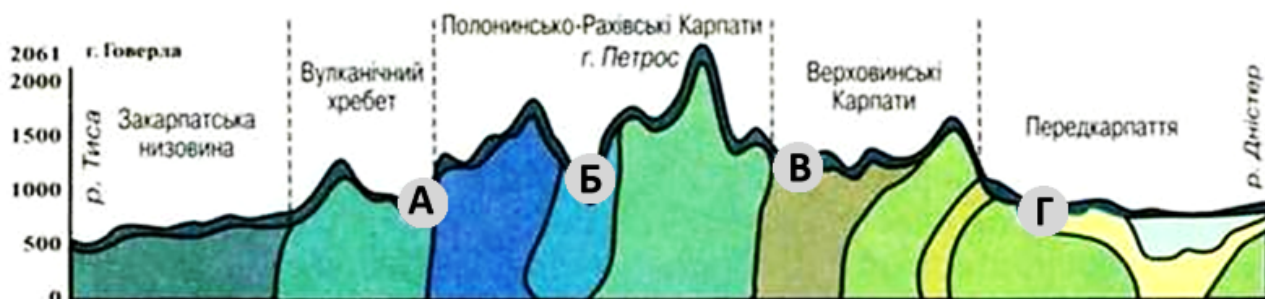 Полонинсько-Рахівські Карпати
2061 г. Говерла
г. Петрос
2000
Вулканічний
хребет
Верховинські
Карпати
1500
Закарпатська
низовина
Передкарпаття
р. Тиса
р. Дністер
1000
А
Б
В
Г
500
0